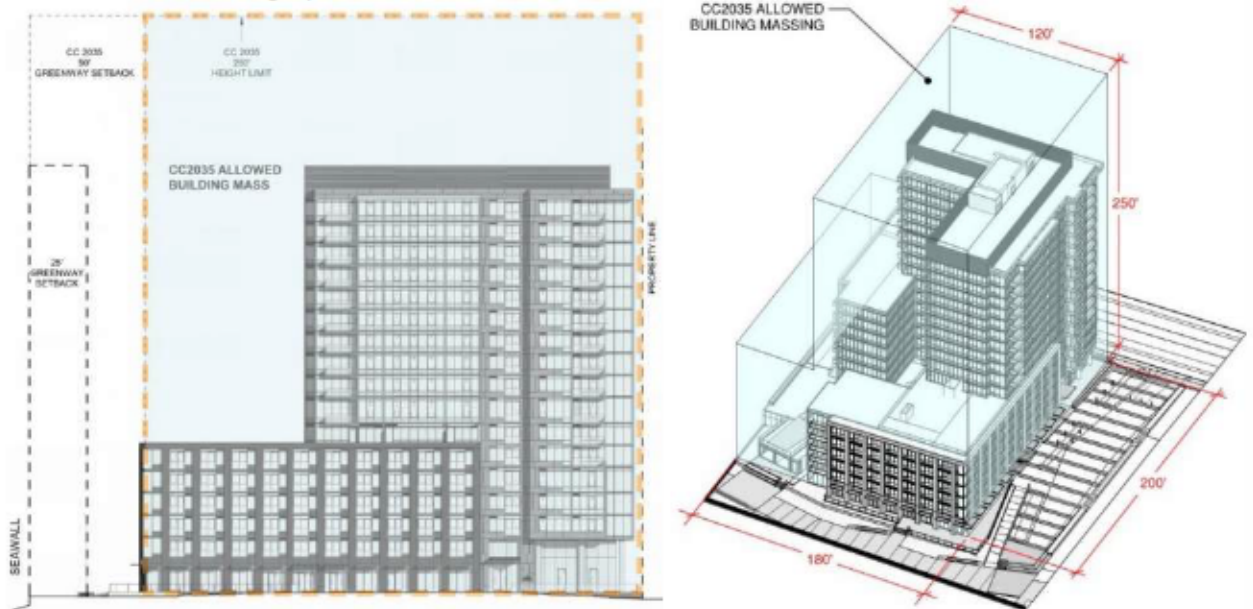 CC 2035
50'
GREENWAY SETBACK
CC 2035
250'
HEIGHT LIMIT
CC2035 ALLOWED
BUILDING MASS
25'
GREENWAY
SETBACK
SEAWALL
PROPERTY LINE
CC2035 ALLOWED
BUILDING MASSING
120'
250'
200'
180'